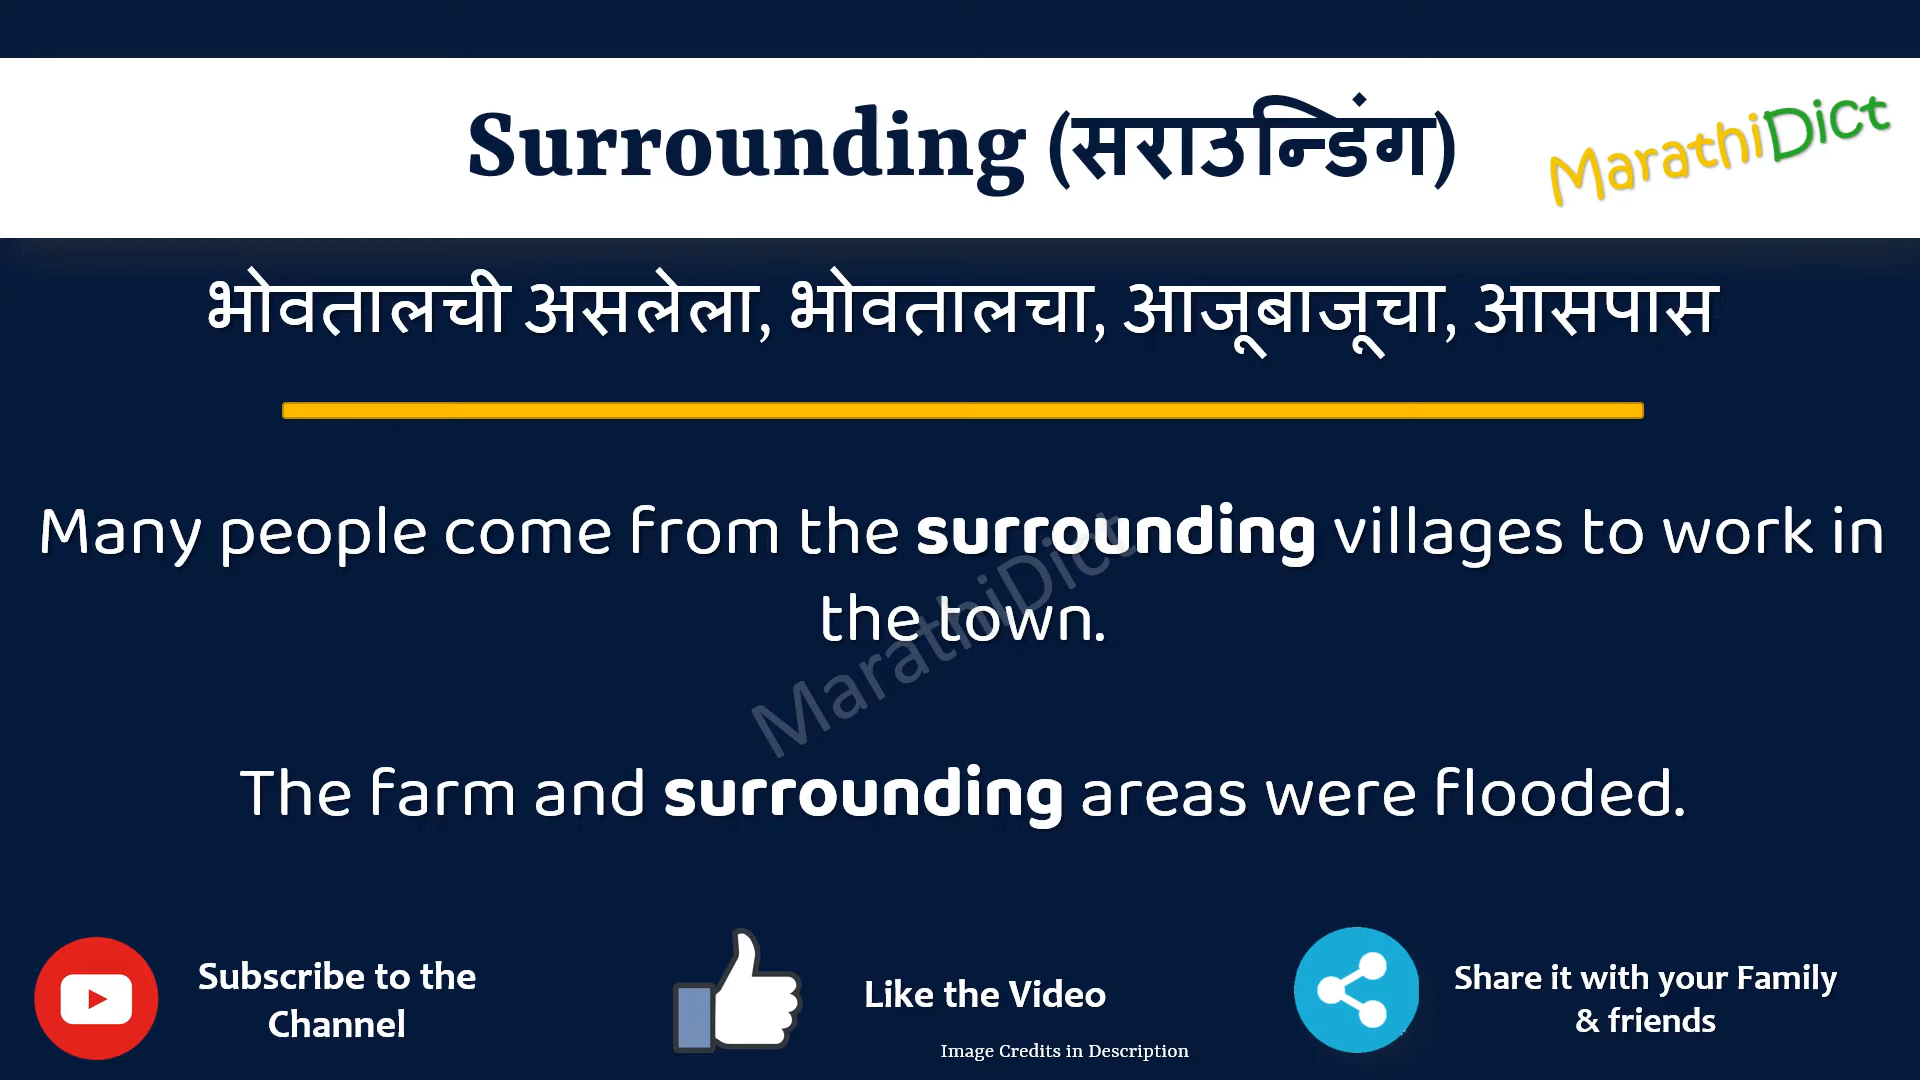 Surrounding (सराउन्डिंग)
MarathiDict
भोवतालची असलेला, भोवतालचा, आजूबाजूचा, आसपास
Many people come from the surrounding villages to work in
the town.
MarathiDict
The farm and surrounding areas were flooded.
Subscribe to the
Channel
Like the Video
Share it with your Family
& friends
Image Credits in Description